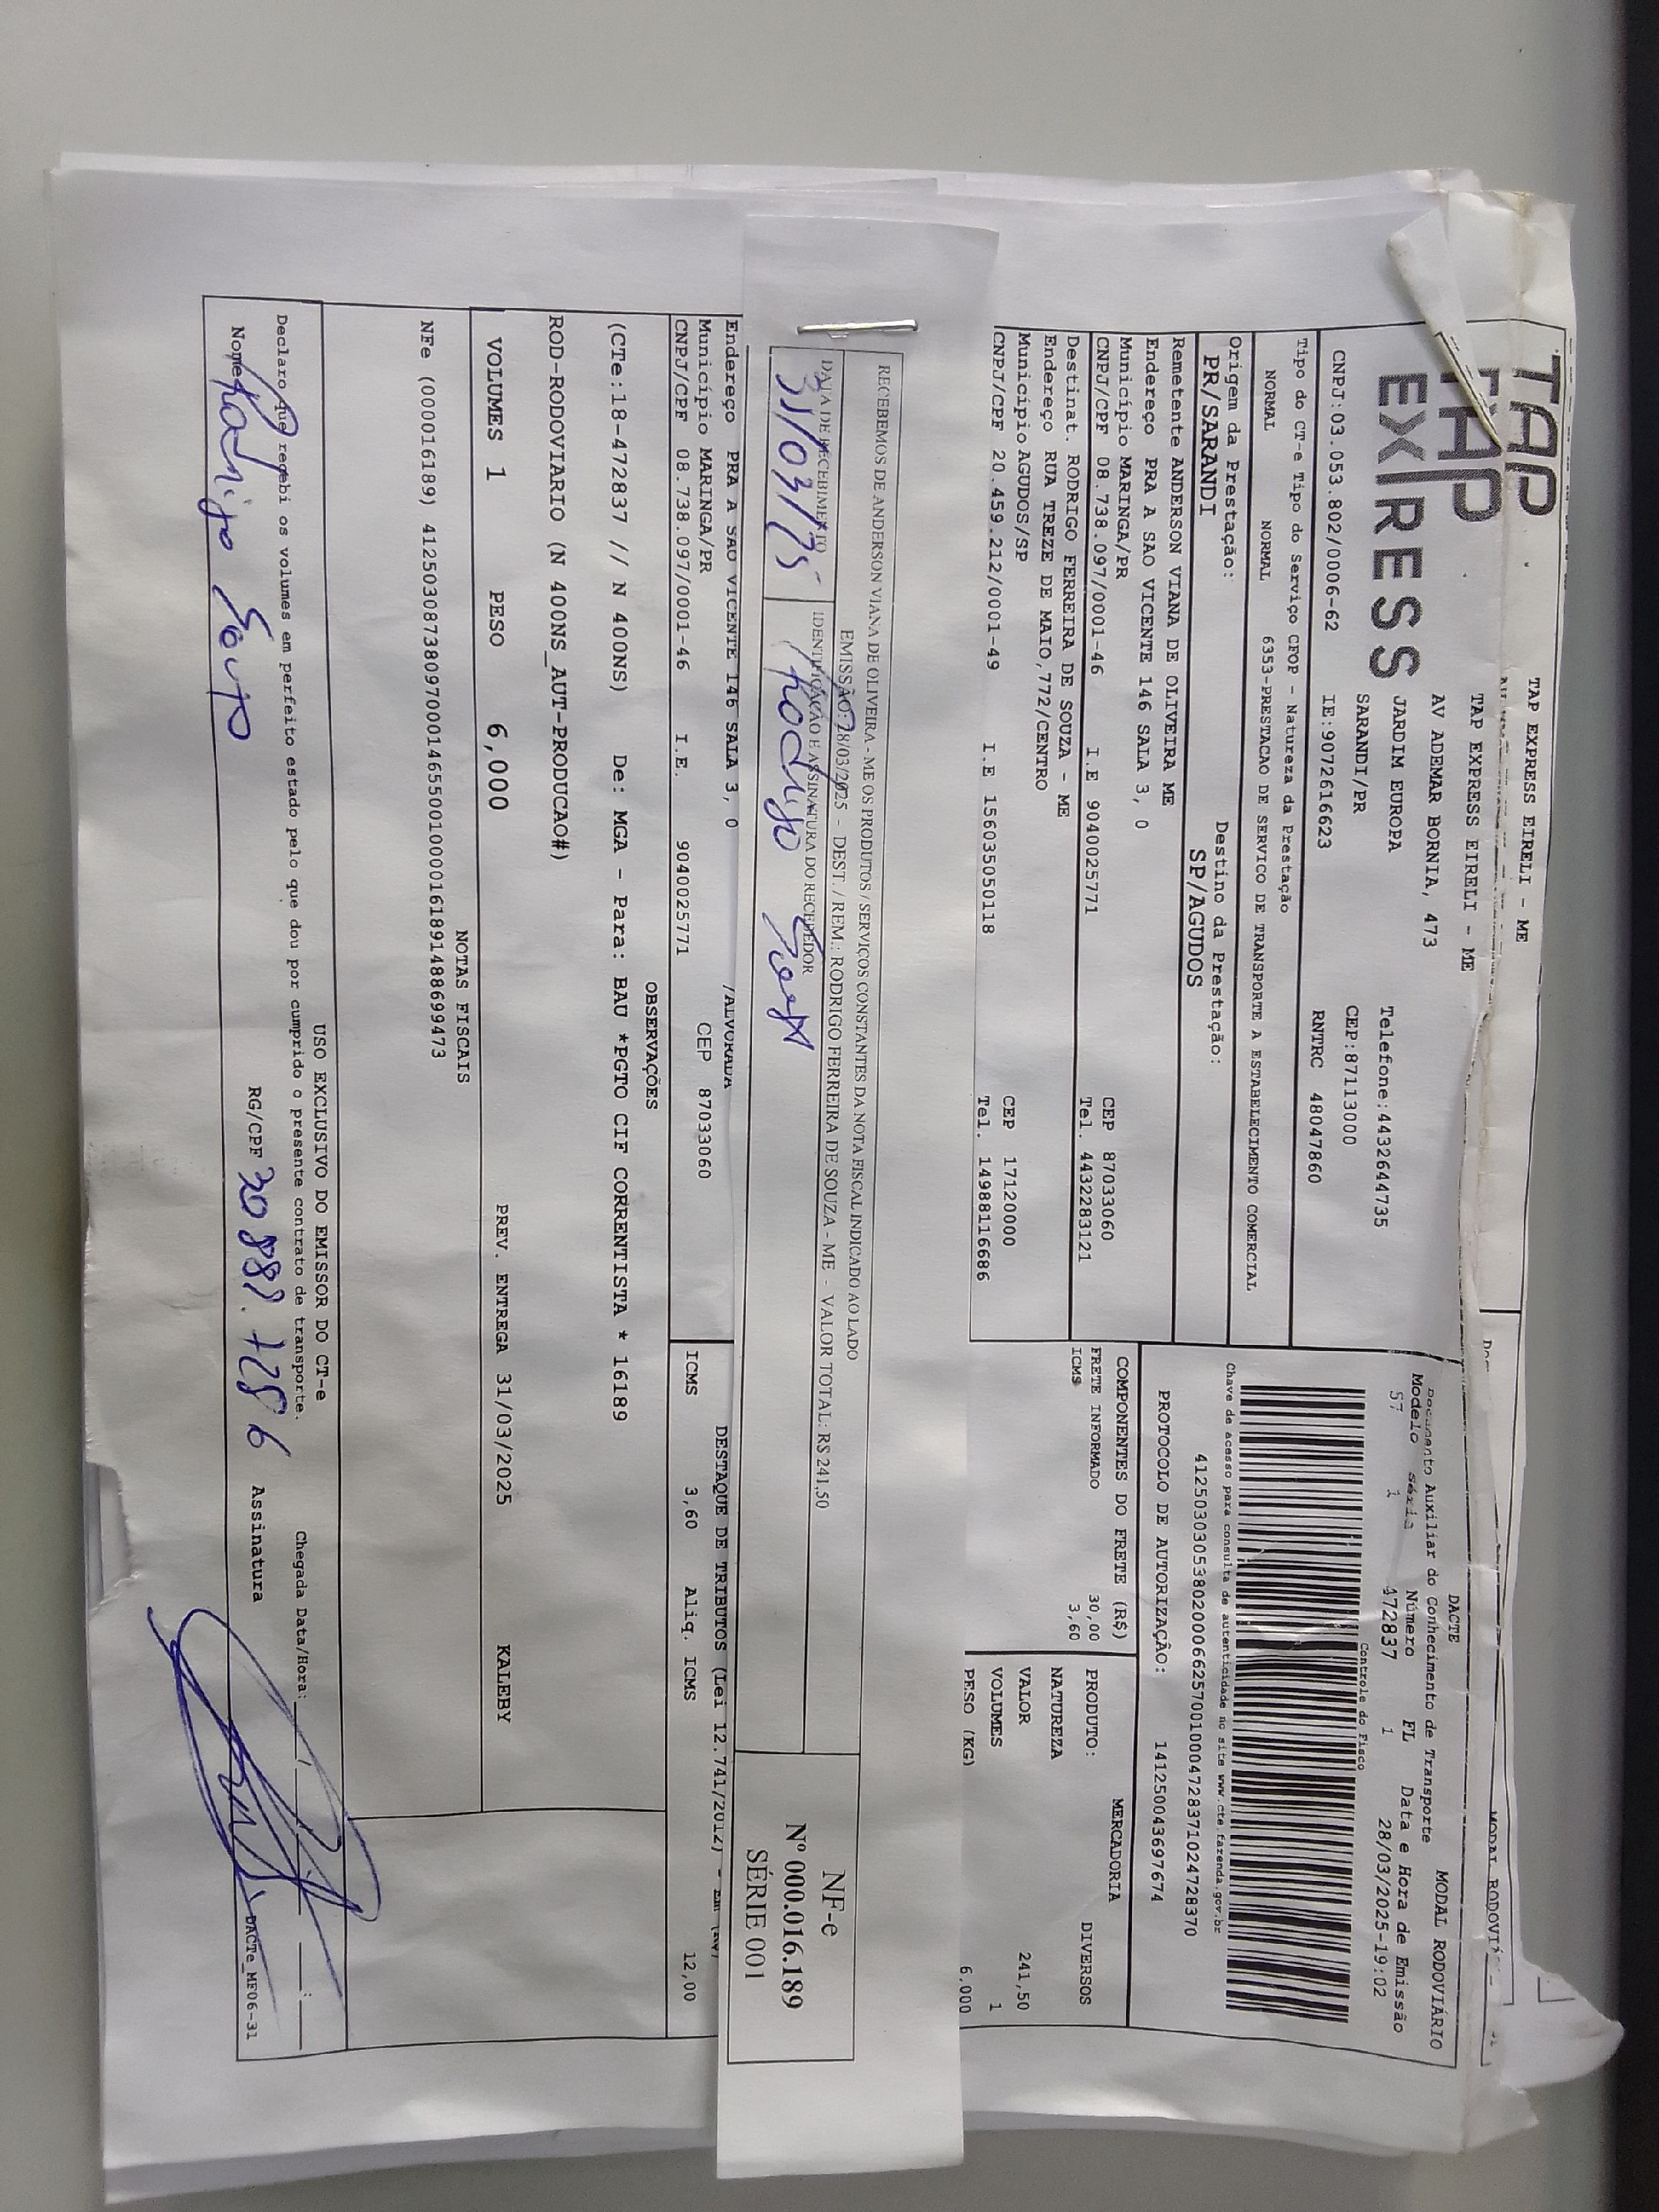 TAP
TAP EXPRESS EIRELI - ME
TAP
EXPRESS
TAP EXPRESS EIRELI - ME
AV ADEMAR BORNIA, 473
JARDIM EUROPA
Telefone:4432644735
SARANDI/PR
CEP:87113000
CNPJ:03.053.802/0006-62
IE:9072616623
RNTRC 48047860
DACTE
MODAL RODOVIÁRIO
Documento Auxiliar do Conhecimento de Transporte
Modelo série Número FL Data e Hora de Emissão
57 1 472837 1 28/03/2025-19:02
Controle do Fisco
Tipo do CT-e Tipo do Serviço CFOP - Natureza da Prestação
NORMAL NORMAL 6353-PRESTACAO DE SERVICO DE TRANSPORTE A ESTABELECIMENTO COMERCIAL
Chave de acesso para consulta de autenticidade no site www.cte.fazenda.gov.br
Origem da Prestação: Destino da Prestação:
PR/SARANDI SP/AGUDOS
PROTOCOLO DE AUTORIZAÇÃO: 141250043697674
Remetente ANDERSON VIANA DE OLIVEIRA ME
Endereço PRA A SAO VICENTE 146 SALA 3, 0
Município MARINGA/PR CEP 87033060
CNPJ/CPF 08.738.097/0001-46 I.E 9040025771 Tel. 4432283121
Destinat. RODRIGO FERREIRA DE SOUZA - ME
Endereço RUA TREZE DE MAIO,772/CENTRO
Município AGUDOS/SP CEP 17120000
CNPJ/CPF 20.459.212/0001-49 I.E 156035050118 Tel. 14988116686
COMPONENTES DO FRETE (R$)
FRETE INFORMADO 30,00
ICMS 3,60
MERCADORIA
PRODUTO: DIVERSOS
NATUREZA
VALOR 241,50
VOLUMES 1
PESO (KG) 6,000
RECEBEMOS DE ANDERSON VIANA DE OLIVEIRA - ME OS PRODUTOS / SERVIÇOS CONSTANTES DA NOTA FISCAL INDICADO AO LADO
EMISSÃO: 28/03/2025 - DEST. / REM.: RODRIGO FERREIRA DE SOUZA - ME - VALOR TOTAL: R$ 241,50
DATA DE RECEBIMENTO IDENTIFICAÇÃO E ASSINATURA DO RECEBEDOR
31/03/25 Rodrigo
NF-e
Nº 000.016.189
SÉRIE 001
Endereço PRA A SAO VICENTE 146 SALA 3, 0 /ALVORADA
Município MARINGA/PR CEP 87033060
CNPJ/CPF 08.738.097/0001-46 I.E. 9040025771
DESTAQUE DE TRIBUTOS (Lei 12.741/2012) -
ICMS 3,60 Aliq. ICMS 12,00
OBSERVAÇÕES
(CTe:18-472837 // N 400NS) De: MGA - Para: BAU *PGTO CIF CORRENTISTA * 16189
ROD-RODOVIARIO (N 400NS_AUT-PRODUCAO#)
VOLUMES 1 PESO 6,000 PREV. ENTREGA 31/03/2025 KALEBY
NOTAS FISCAIS
NFe (000016189) 41250308738097000146550010000161891488699473
USO EXCLUSIVO DO EMISSOR DO CT-e
Declaro que recebi os volumes em perfeito estado pelo que dou por cumprido o presente contrato de transporte. Chegada Data/Hora:
Nome Rodrigo RG/CPF Assinatura
DACTe_MF06-31